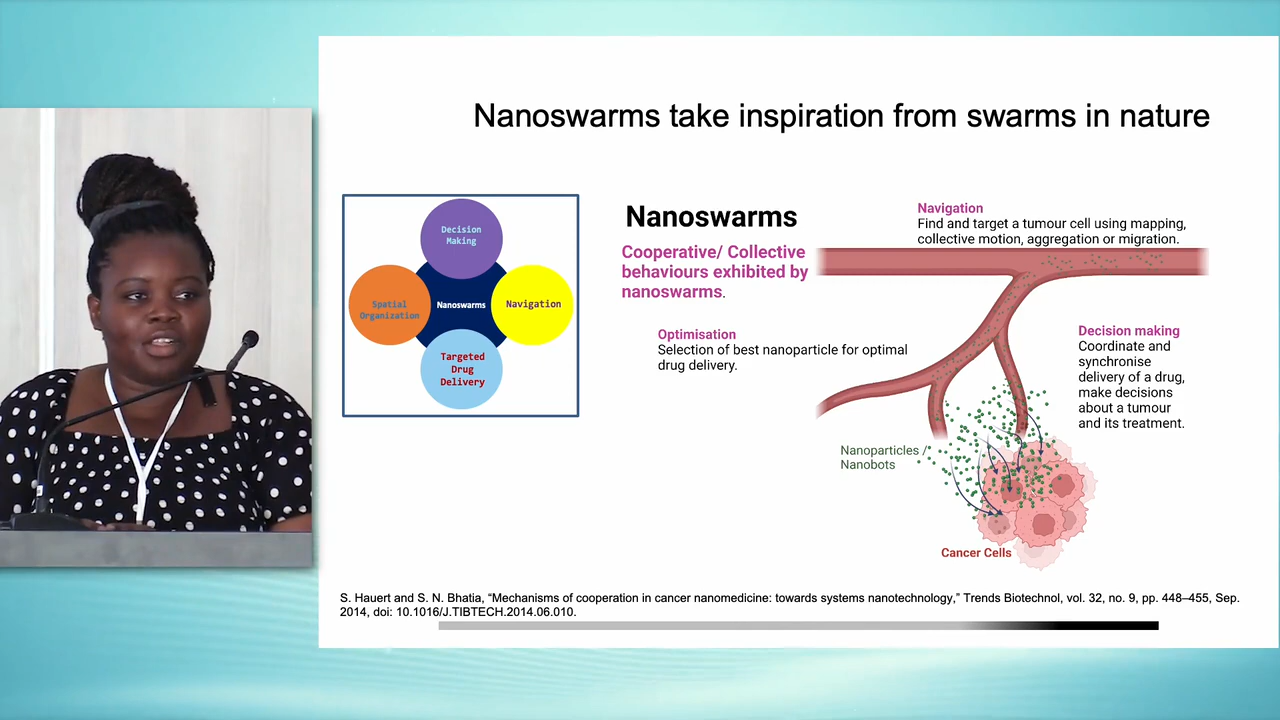 Nanoswarms take inspiration from swarms in nature
Decision
Making
Spatial
Organization
Nanoswarms
Navigation
Targeted
Drug
Delivery
Nanoswarms
Cooperative/ Collective
behaviours exhibited by
nanoswarms.
Navigation
Find and target a tumour cell using mapping,
collective motion, aggregation or migration.
Optimisation
Selection of best nanoparticle for optimal
drug delivery.
Decision making
Coordinate and
synchronise
delivery of a drug,
make decisions
about a tumour
and its treatment.
Nanoparticles /
Nanobots
Cancer Cells
S. Hauert and S. N. Bhatia, “Mechanisms of cooperation in cancer nanomedicine: towards systems nanotechnology,” Trends Biotechnol, vol. 32, no. 9, pp. 448–455, Sep.
2014, doi: 10.1016/J.TIBTECH.2014.06.010.